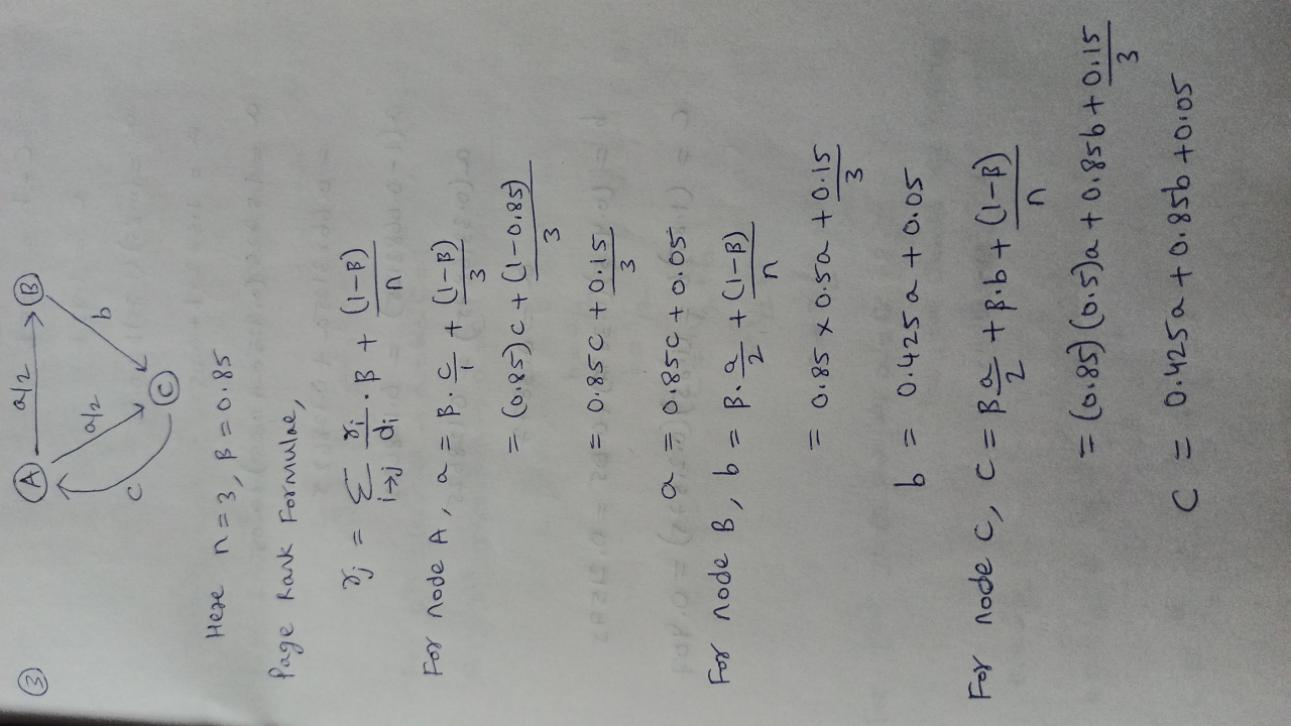 ③
A a/2 B
a/2 b
c C
Here n = 3, β = 0.85
Page Rank Formulae,
rj = Σ i→j ri/di · β + (1-β)/n
For node A, a = β · c/1 + (1-β)/3
= (0.85)c + (1-0.85)/3
= 0.85c + 0.15/3
a = 0.85c + 0.05
For node B, b = β · a/2 + (1-β)/n
= 0.85 × 0.5a + 0.15/3
b = 0.425a + 0.05
For node C, C = β a/2 + β·b + (1-β)/n
= (0.85)(0.5)a + 0.85b + 0.15/3
C = 0.425a + 0.85b + 0.05